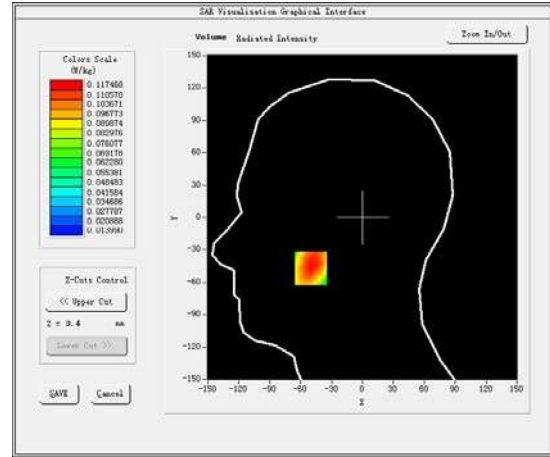 SAR Visualisation Graphical Interface
Volume Radiated Intensity
Zoom In/Out
Colors Scale
(W/kg)
0.117468
0.110570
0.103671
0.096773
0.089874
0.082976
0.076077
0.069178
0.062280
0.055381
0.048483
0.041584
0.034686
0.027787
0.020888
0.013990
Z-Cuts Control
<< Upper Cut
Z = 3.4 mm
Lower Cut >>
SAVE
Cancel
150
120
90
60
30
0
-30
-60
-90
-120
-150
Y
-150 -120 -90 -60 -30 0 30 60 90 120 150
X